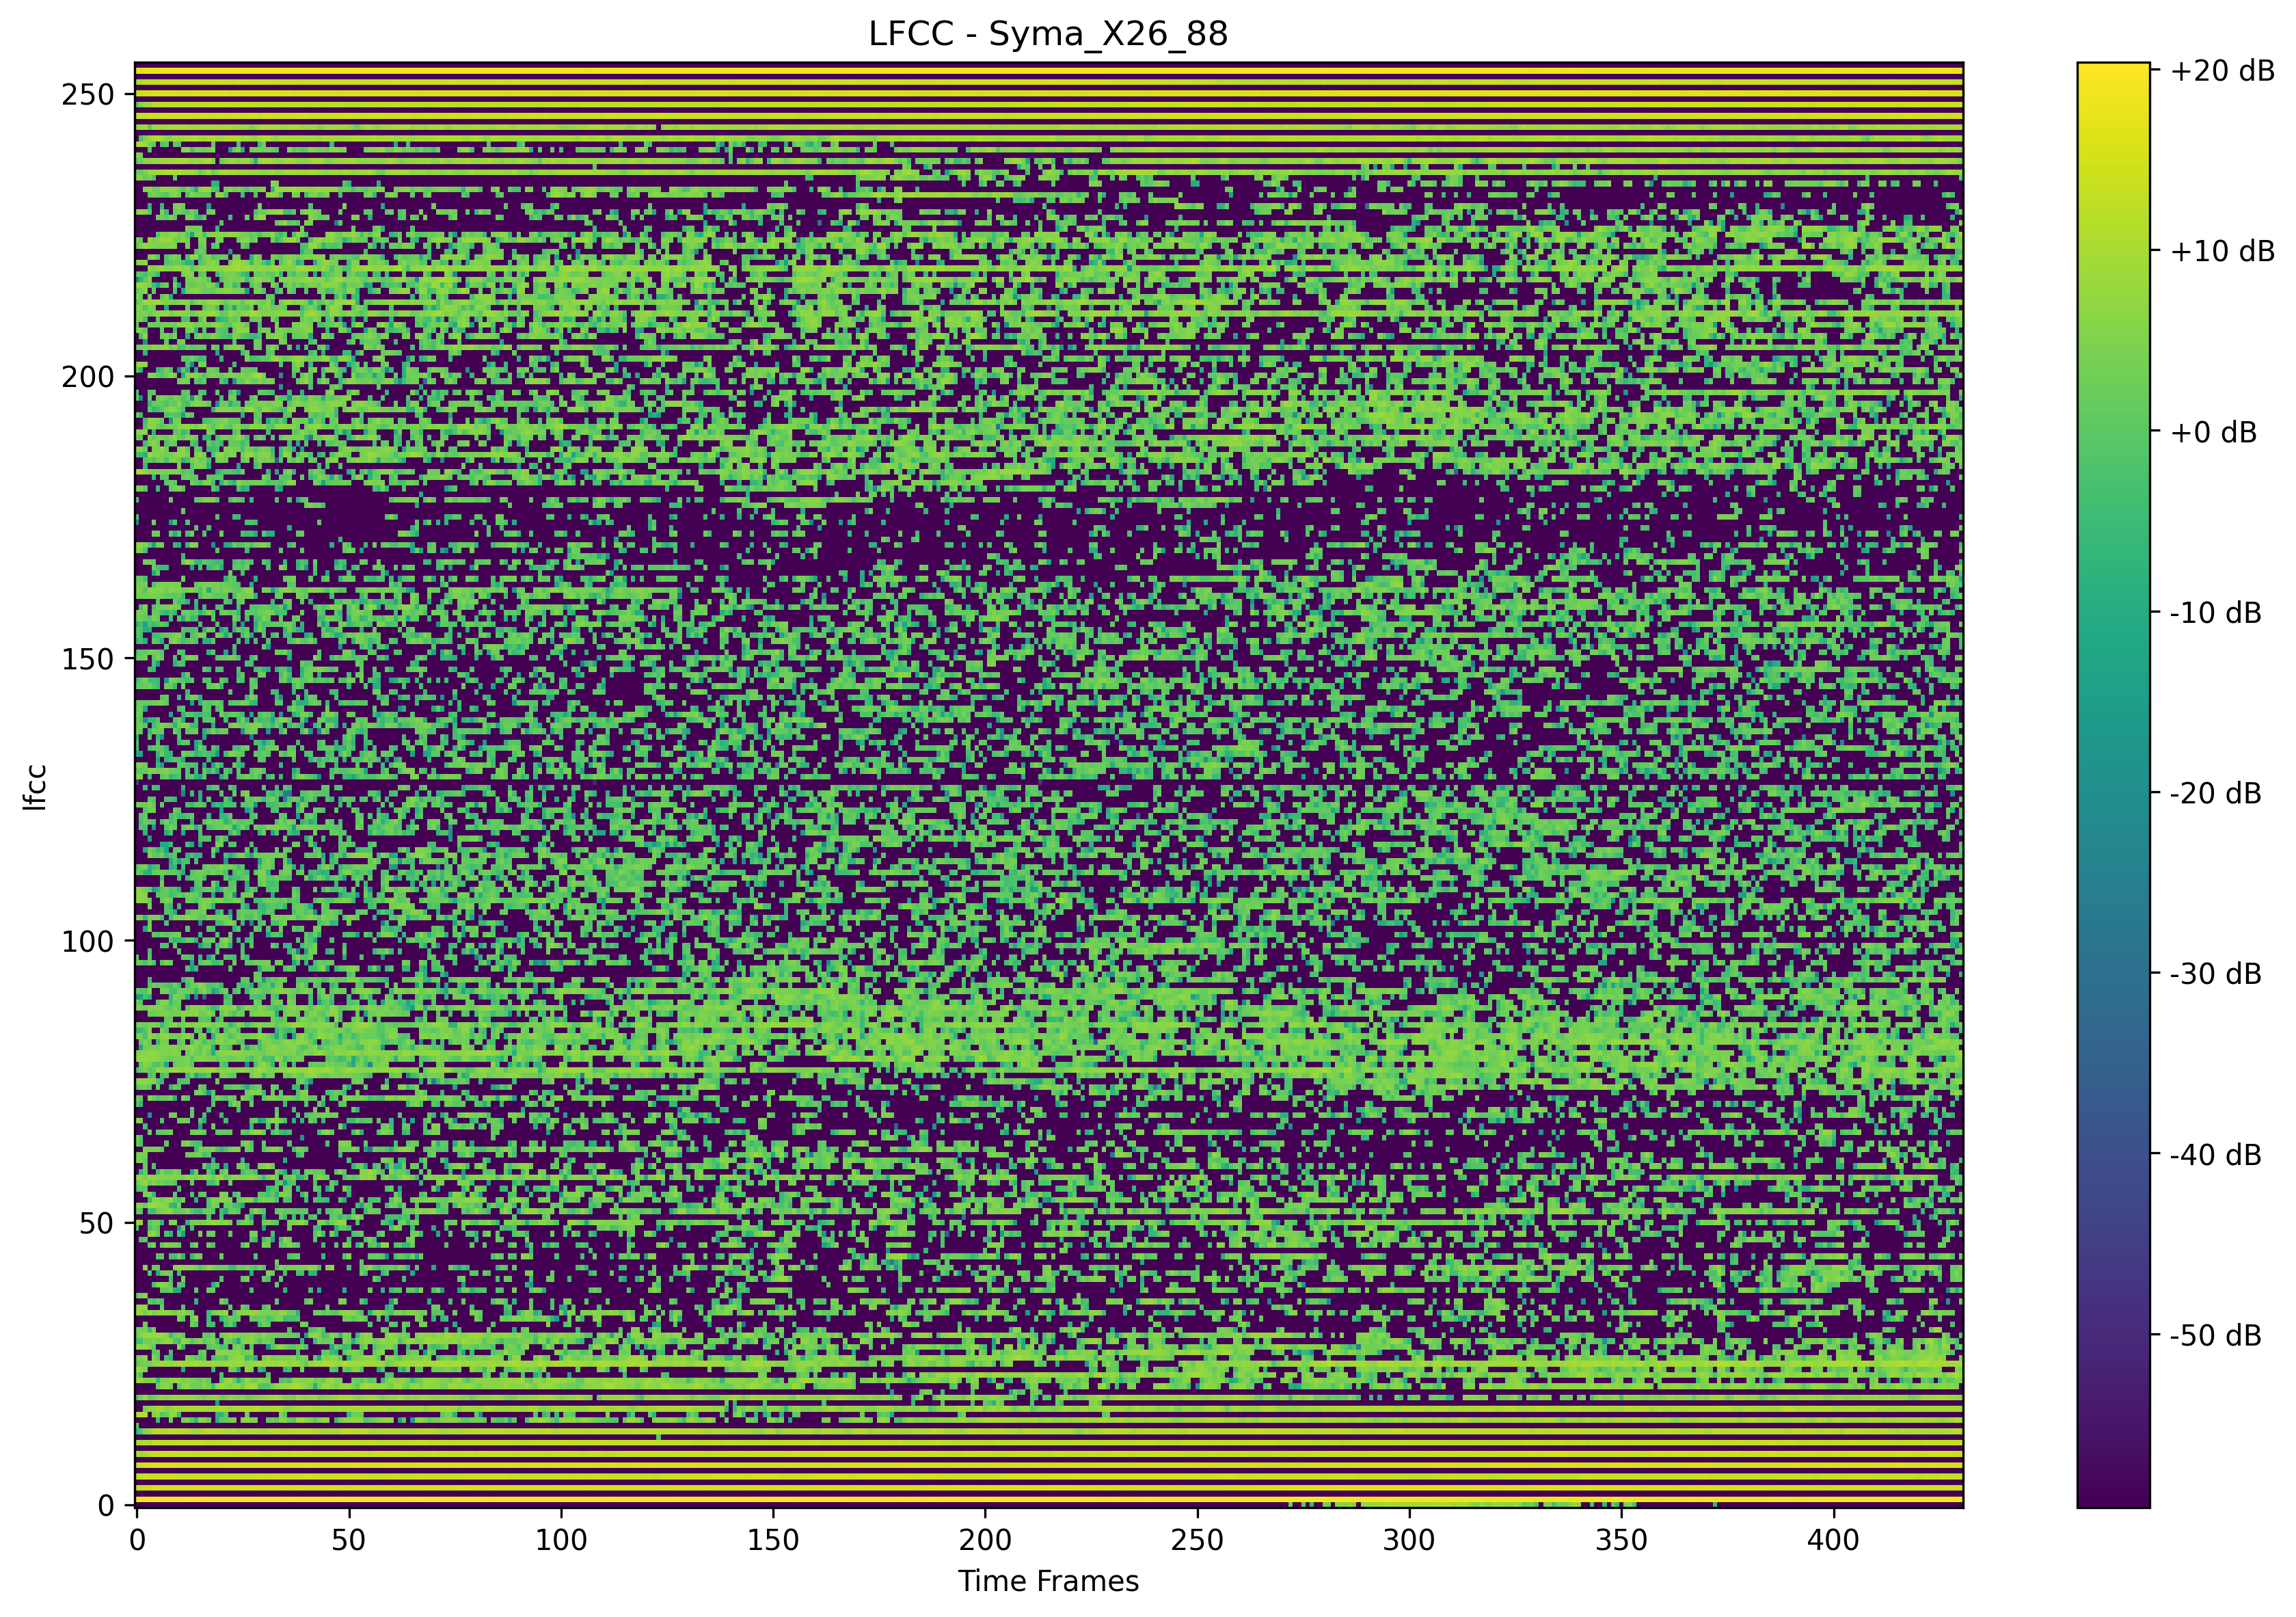 LFCC - Syma_X26_88
250
200
150
100
50
0
lfcc
0 50 100 150 200 250 300 350 400
Time Frames
+20 dB
+10 dB
+0 dB
-10 dB
-20 dB
-30 dB
-40 dB
-50 dB